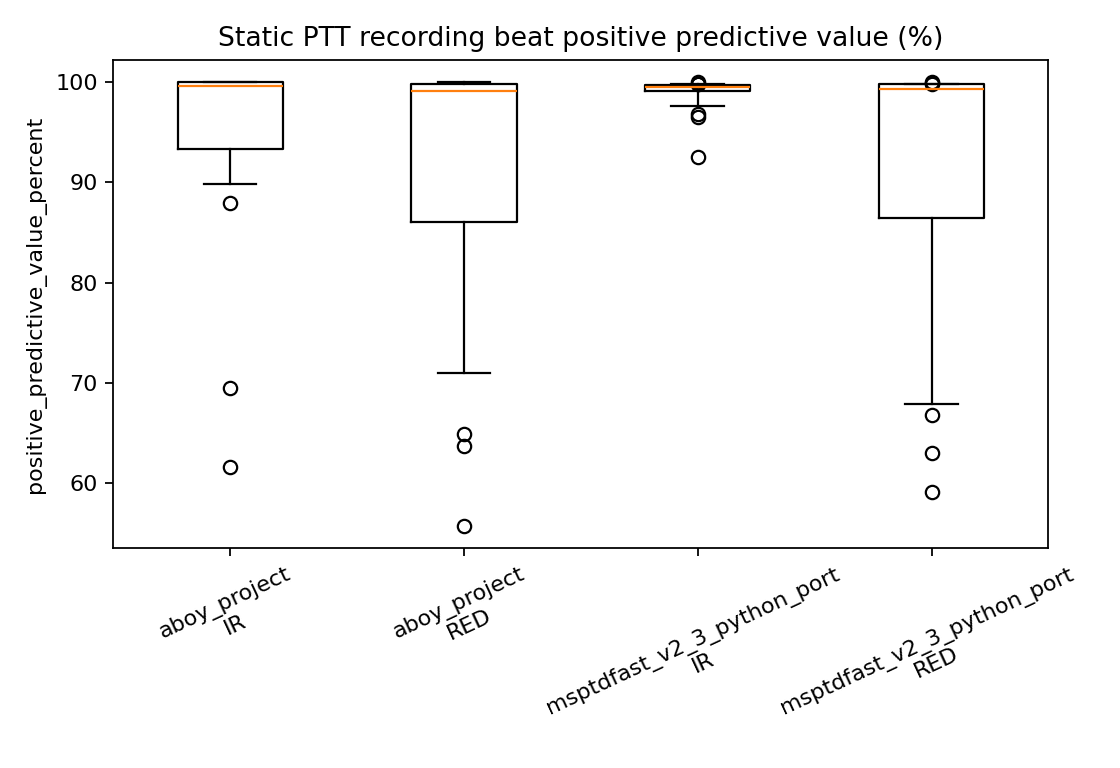 Static PTT recording beat positive predictive value (%)
positive_predictive_value_percent
100
90
80
70
60
aboy_project
IR
aboy_project
RED
msptdfast_v2_3_python_port
IR
msptdfast_v2_3_python_port
RED